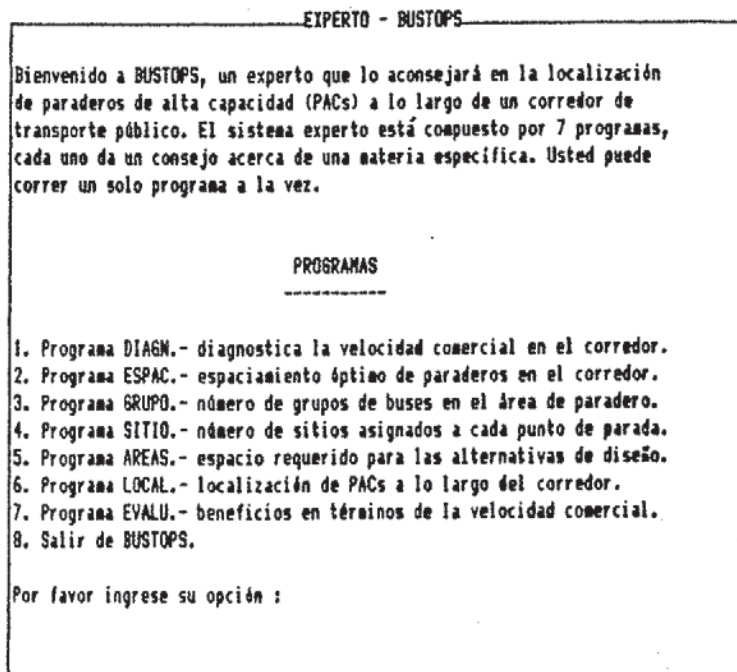 EXPERTO - BUSTOPS
Bienvenido a BUSTOPS, un experto que lo aconsejará en la localización
de paraderos de alta capacidad (PACs) a lo largo de un corredor de
transporte público. El sistema experto está compuesto por 7 programas,
cada uno da un consejo acerca de una materia específica. Usted puede
correr un solo programa a la vez.
PROGRAMAS
-----------
1. Programa DIAGN.- diagnostica la velocidad comercial en el corredor.
2. Programa ESPAC.- espaciamiento óptimo de paraderos en el corredor.
3. Programa GRUPO.- número de grupos de buses en el área de paradero.
4. Programa SITIO.- número de sitios asignados a cada punto de parada.
5. Programa AREAS.- espacio requerido para las alternativas de diseño.
6. Programa LOCAL.- localización de PACs a lo largo del corredor.
7. Programa EVALU.- beneficios en términos de la velocidad comercial.
8. Salir de BUSTOPS.
Por favor ingrese su opción :